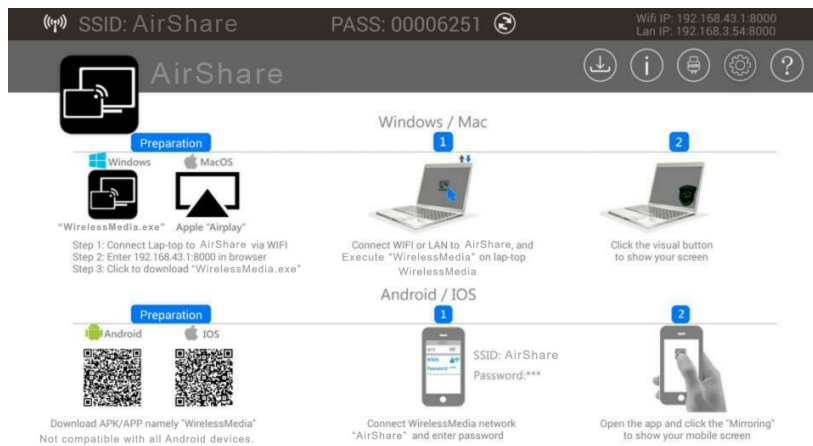 SSID: AirShare
PASS: 00006251
Wifi IP: 192.168.43.1:8000
Lan IP: 192.168.3.54:8000
AirShare
Windows / Mac
Preparation
1
2
Windows
MacOS
"WirelessMedia.exe"
Apple "Airplay"
Step 1: Connect Lap-top to AirShare via WIFI
Step 2: Enter 192.168.43.1:8000 in browser
Step 3: Click to download "WirelessMedia.exe"
Connect WIFI or LAN to AirShare, and
Execute "WirelessMedia" on lap-top
WirelessMedia
Click the visual button
to show your screen
Android / IOS
Preparation
1
2
Android
IOS
SSID: AirShare
Password:***
Download APK/APP namely "WirelessMedia"
Not compatible with all Android devices.
Connect WirelessMedia network
"AirShare" and enter password
Open the app and click the "Mirroring"
to show your mobile screen